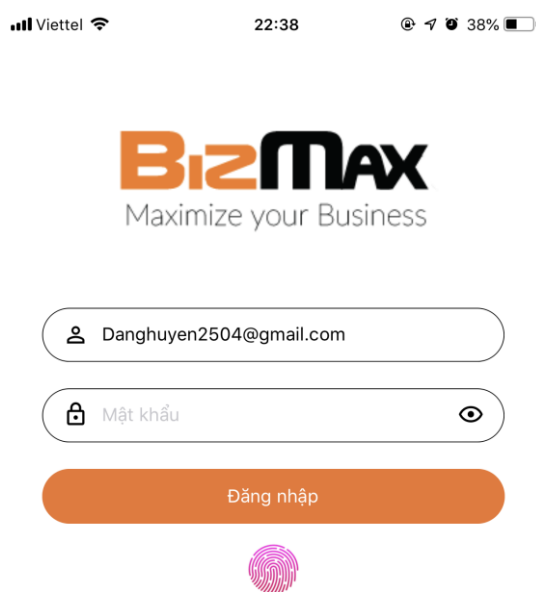 Viettel 22:38 38%
BIZMAX
Maximize your Business
Danghuyen2504@gmail.com
Mật khẩu
Đăng nhập